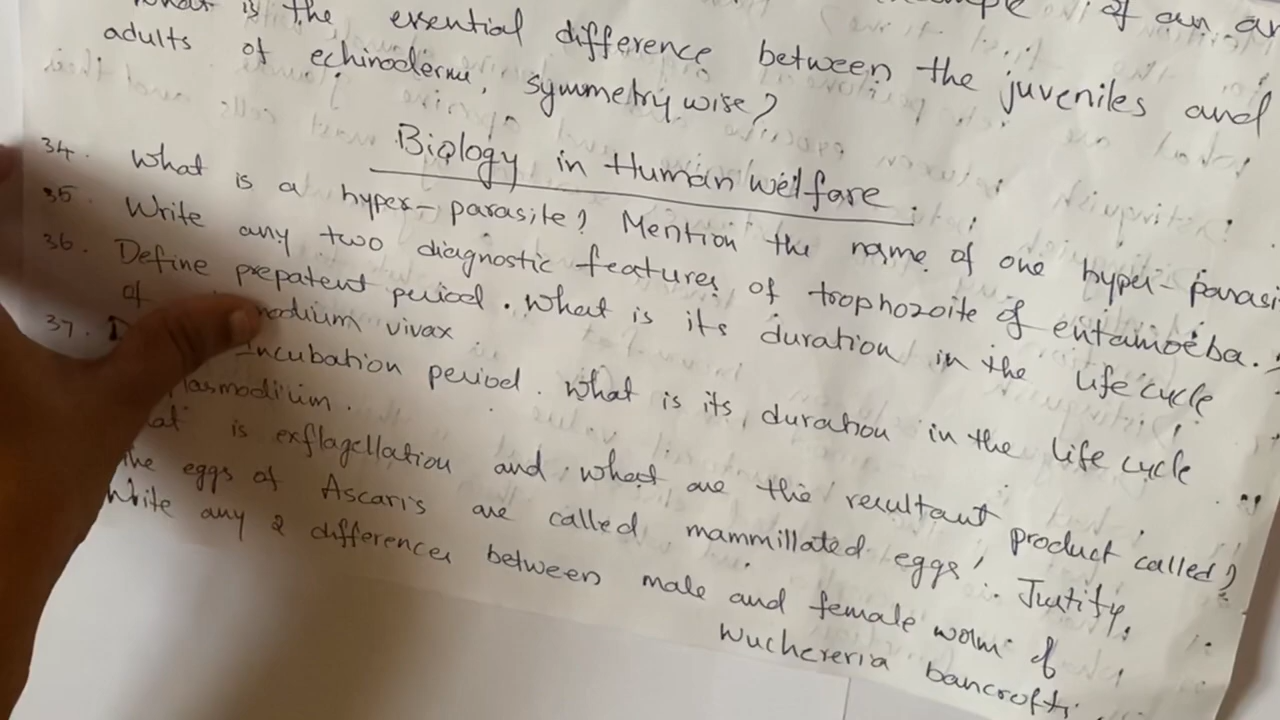 is the essential difference between the juveniles and
adults of echinoderms, symmetry wise?
Biology in Human welfare.
34. What is a hyper-parasite? Mention the name of one hyper-parasi
35. Write any two diagnostic features of trophozoite of entamoeba.
36. Define prepatent period. What is its duration in the life cycle
of modium vivax
37. Incubation period. What is its duration in the life cycle
lasmodium.
is exflagellation and what are the resultant product called?
The eggs of Ascaris are called mammillated eggs'. Justify.
Write any 2 differences between male and female worm of
Wuchereria bancrofti.